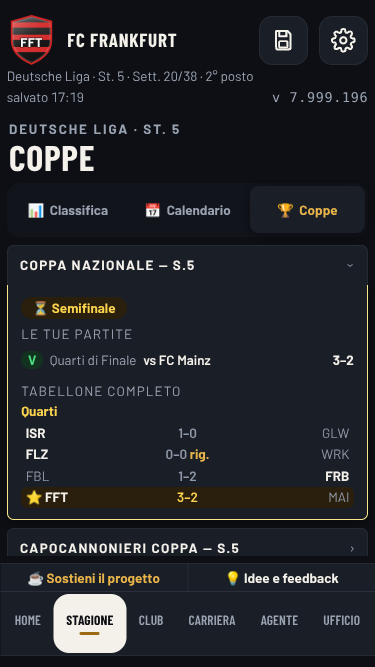 FFT
FC FRANKFURT
Deutsche Liga · St. 5 · Sett. 20/38 · 2° posto
salvato 17:19
v 7.999.196
DEUTSCHE LIGA · ST. 5
COPPE
Classifica
Calendario
Coppe
COPPA NAZIONALE — S.5
Semifinale
LE TUE PARTITE
V Quarti di Finale vs FC Mainz 3–2
TABELLONE COMPLETO
Quarti
ISR 1–0 GLW
FLZ 0–0 rig. WRK
FBL 1–2 FRB
FFT 3–2 MAI
CAPOCANNONIERI COPPA — S.5
Sostieni il progetto
Idee e feedback
HOME
STAGIONE
CLUB
CARRIERA
AGENTE
UFFICIO